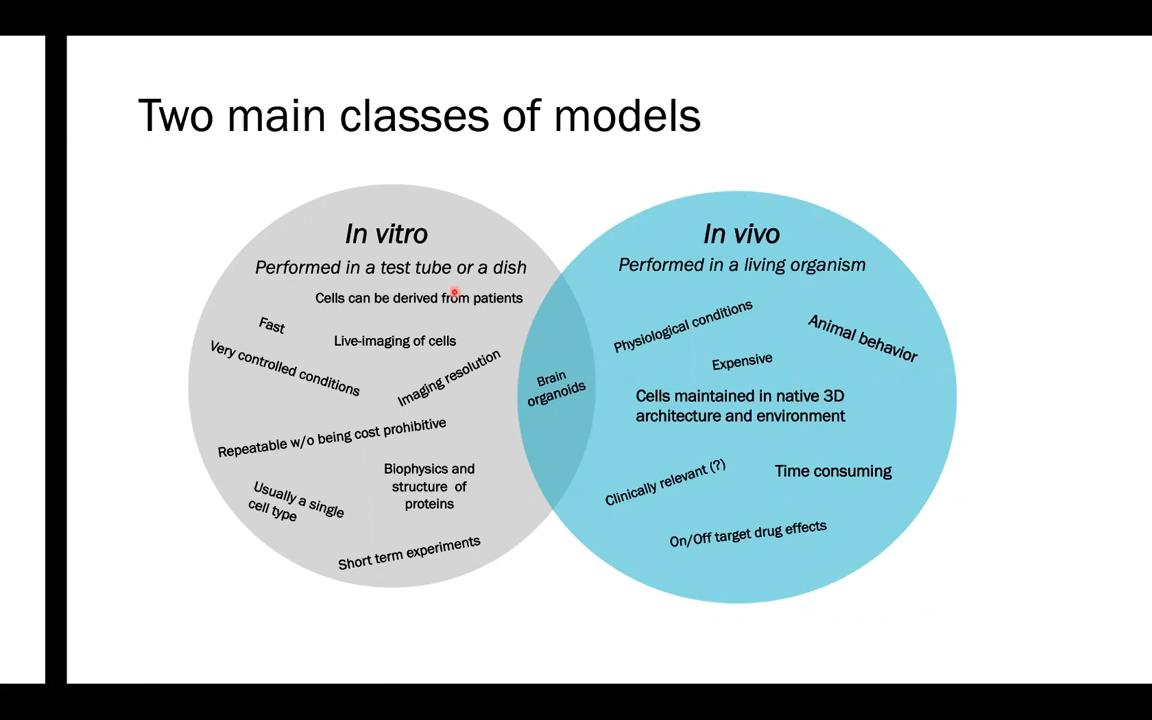 Two main classes of models
In vitro
Performed in a test tube or a dish
Cells can be derived from patients
Fast
Live-imaging of cells
Very controlled conditions
Imaging resolution
Repeatable w/o being cost prohibitive
Biophysics and
structure of
proteins
Usually a single
cell type
Short term experiments
Brain
organoids
In vivo
Performed in a living organism
Physiological conditions
Animal behavior
Expensive
Cells maintained in native 3D
architecture and environment
Clinically relevant (?)
Time consuming
On/Off target drug effects